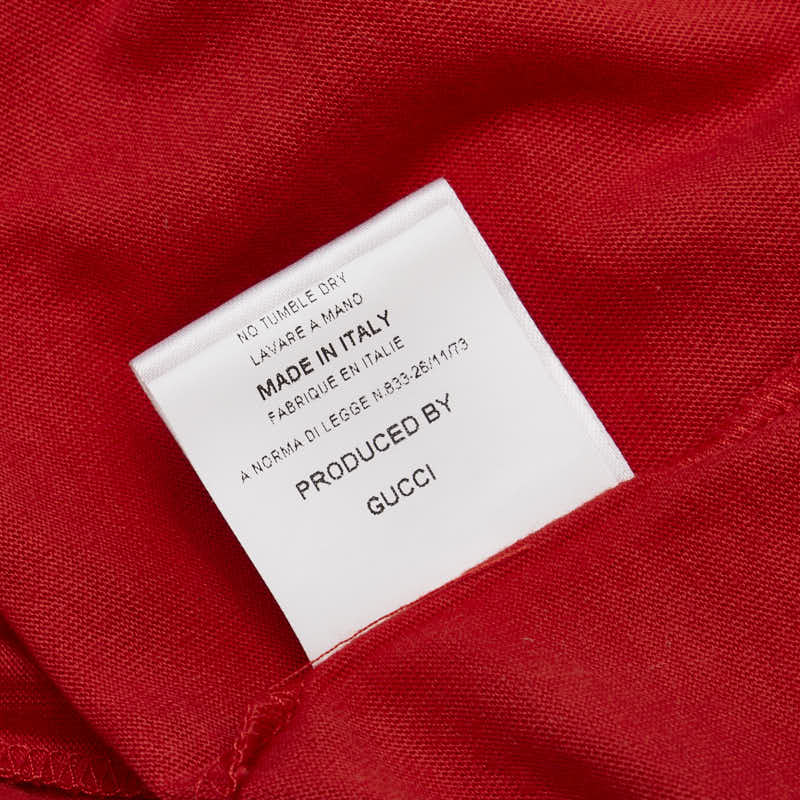 NO TUMBLE DRY
LAVARE A MANO
MADE IN ITALY
FABRIQUE EN ITALIE
A NORMA DI LEGGE N.833-26/11/73
PRODUCED BY
GUCCI